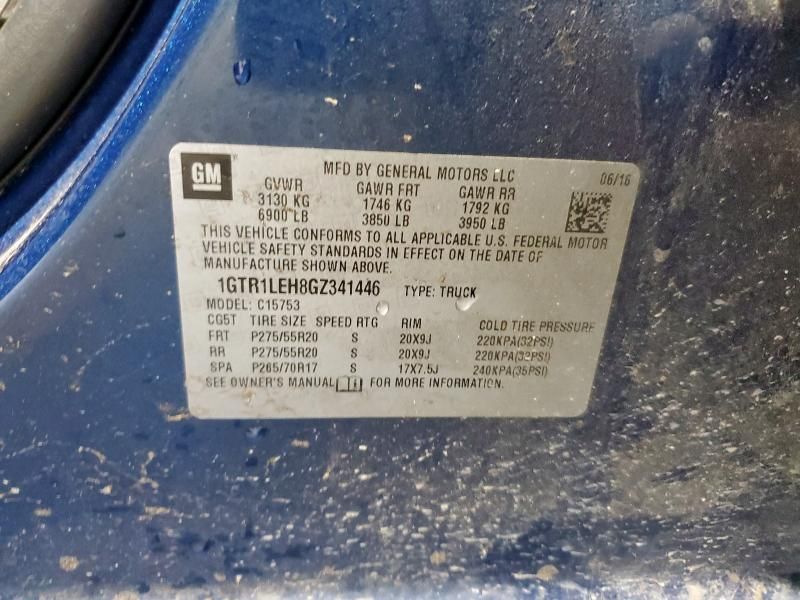 GM MFD BY GENERAL MOTORS LLC 06/16
GVWR GAWR FRT GAWR RR
3130 KG 1746 KG 1792 KG
6900 LB 3850 LB 3950 LB
THIS VEHICLE CONFORMS TO ALL APPLICABLE U.S. FEDERAL MOTOR
VEHICLE SAFETY STANDARDS IN EFFECT ON THE DATE OF
MANUFACTURE SHOWN ABOVE.
1GTR1LEH8GZ341446 TYPE: TRUCK
MODEL: C15753
CG5T TIRE SIZE SPEED RTG RIM COLD TIRE PRESSURE
FRT P275/55R20 S 20X9J 220KPA(32PSI)
RR P275/55R20 S 20X9J 220KPA(32PSI)
SPA P265/70R17 S 17X7.5J 240KPA(35PSI)
SEE OWNER'S MANUAL FOR MORE INFORMATION.